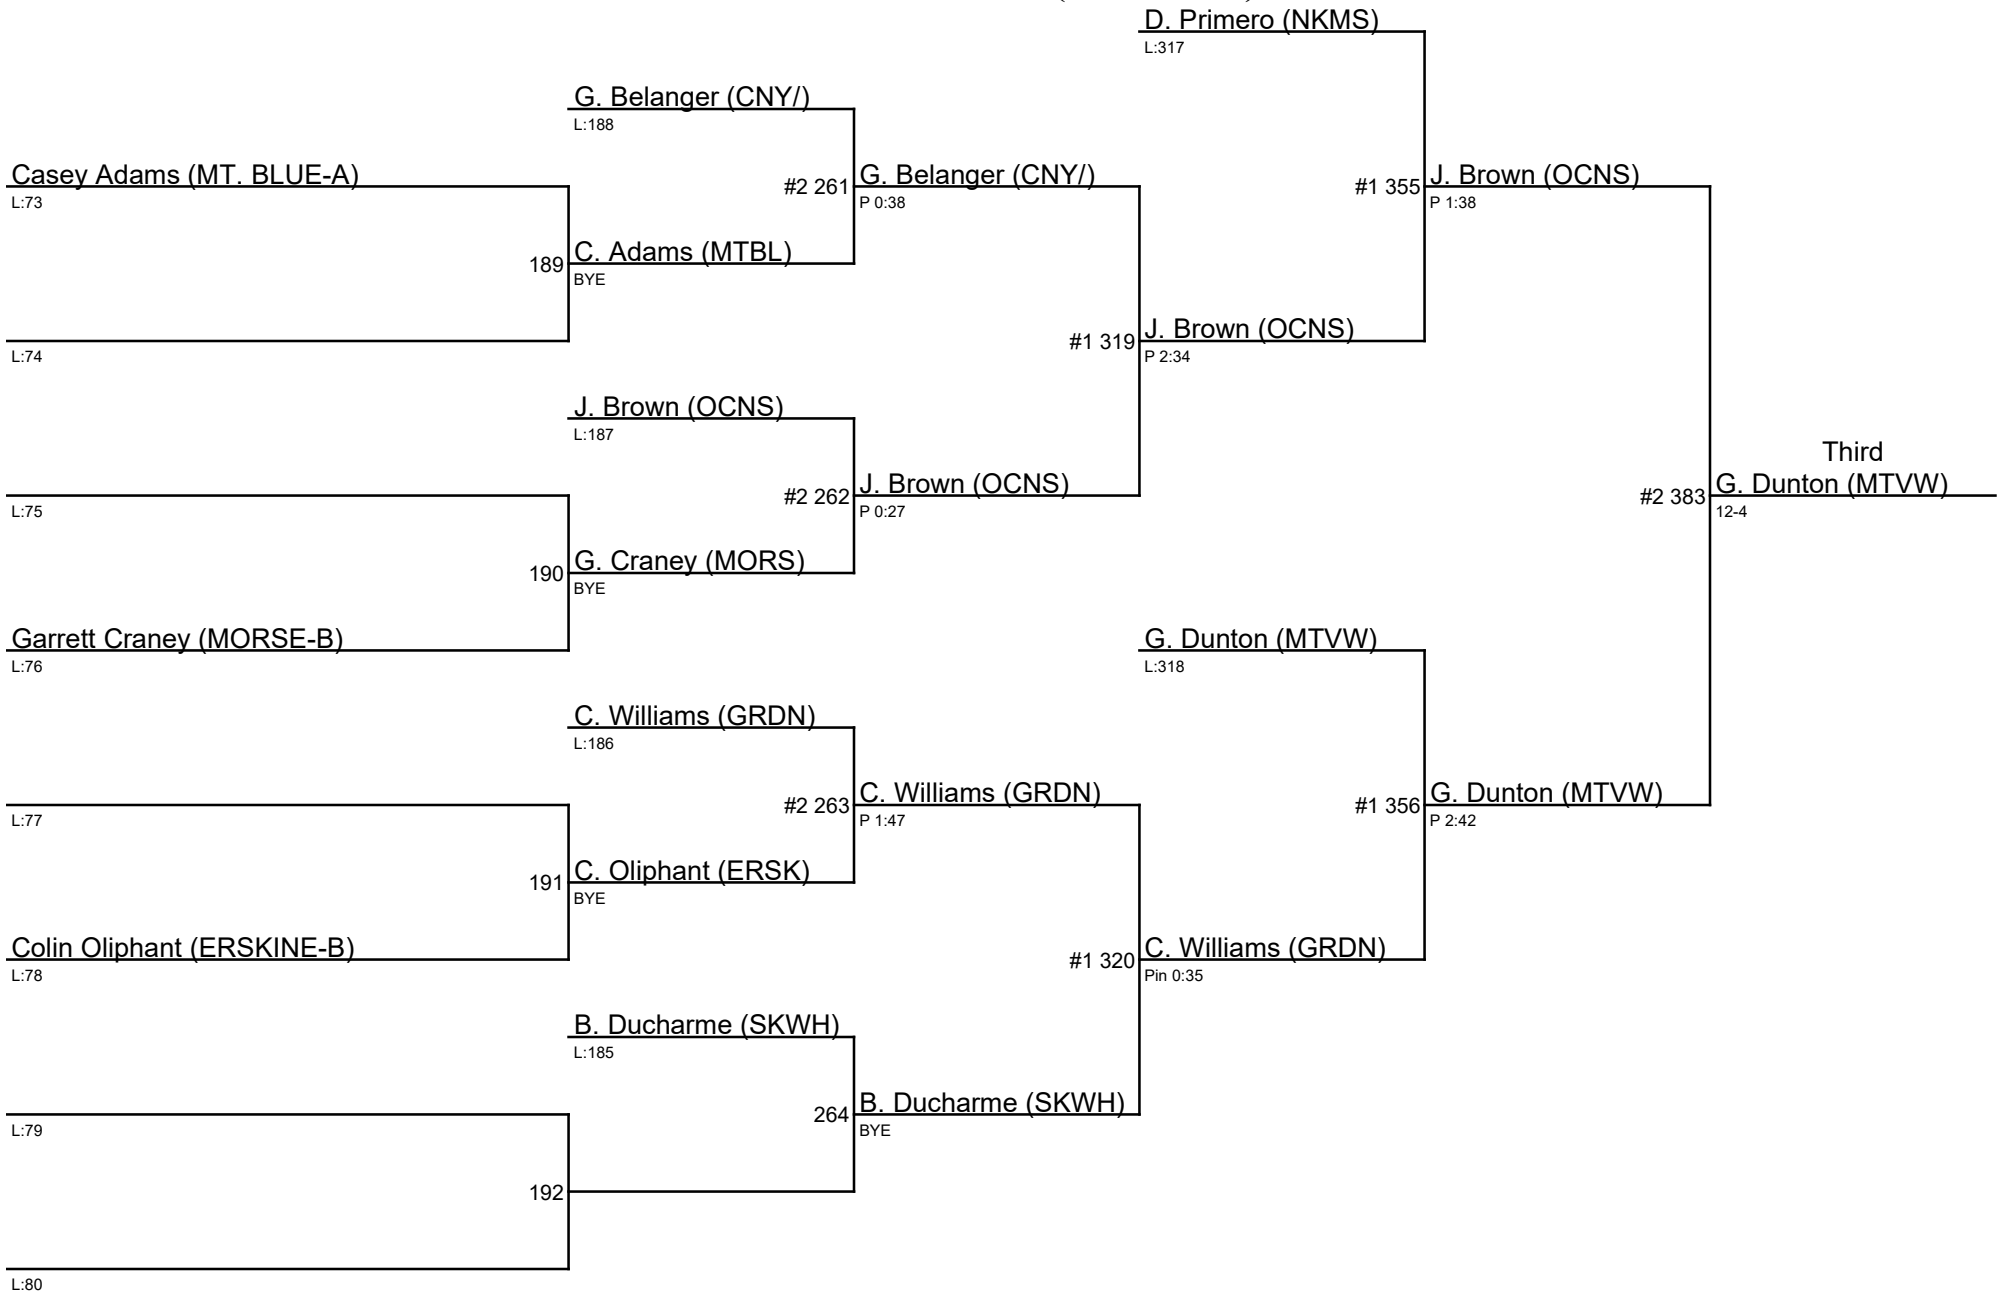 D. Primero (NKMS)
L:317
G. Belanger (CNY/)
L:188
Casey Adams (MT. BLUE-A)
L:73
#2 261
G. Belanger (CNY/)
P 0:38
#1 355
J. Brown (OCNS)
P 1:38
189
C. Adams (MTBL)
BYE
L:74
#1 319
J. Brown (OCNS)
P 2:34
J. Brown (OCNS)
L:187
Third
L:75
#2 262
J. Brown (OCNS)
P 0:27
#2 383
G. Dunton (MTVW)
12-4
190
G. Craney (MORS)
BYE
Garrett Craney (MORSE-B)
L:76
G. Dunton (MTVW)
L:318
C. Williams (GRDN)
L:186
L:77
#2 263
C. Williams (GRDN)
P 1:47
#1 356
G. Dunton (MTVW)
P 2:42
191
C. Oliphant (ERSK)
BYE
Colin Oliphant (ERSKINE-B)
L:78
#1 320
C. Williams (GRDN)
Pin 0:35
B. Ducharme (SKWH)
L:185
L:79
264
B. Ducharme (SKWH)
BYE
192
L:80